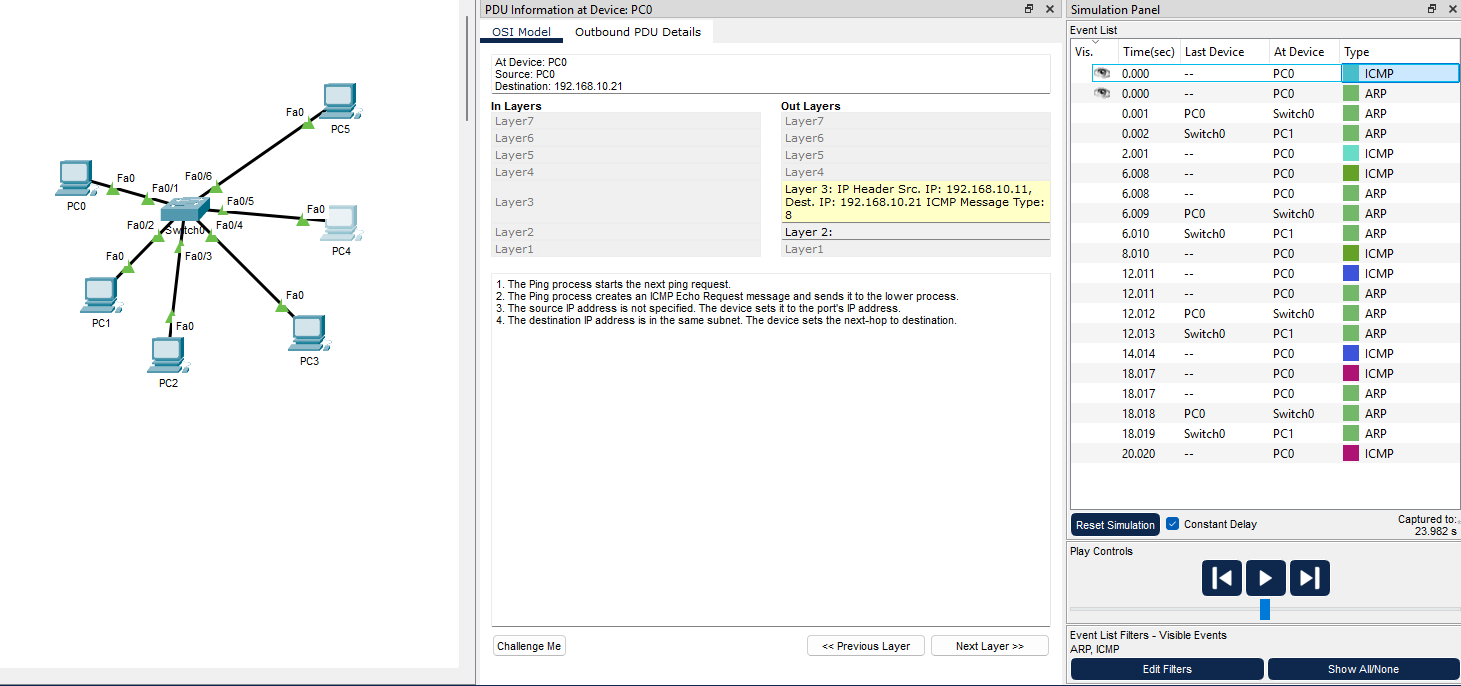 PDU Information at Device: PC0
OSI Model
Outbound PDU Details
At Device: PC0
Source: PC0
Destination: 192.168.10.21
In Layers
Layer7
Layer6
Layer5
Layer4
Layer3
Layer2
Layer1
Out Layers
Layer7
Layer6
Layer5
Layer4
Layer 3: IP Header Src. IP: 192.168.10.11,
Dest. IP: 192.168.10.21 ICMP Message Type:
8
Layer 2:
Layer1
1. The Ping process starts the next ping request.
2. The Ping process creates an ICMP Echo Request message and sends it to the lower process.
3. The source IP address is not specified. The device sets it to the port's IP address.
4. The destination IP address is in the same subnet. The device sets the next-hop to destination.
Challenge Me
<< Previous Layer
Next Layer >>
Fa0
PC5
Fa0
PC0
Fa0/1
Fa0/6
Fa0/5
Fa0
PC4
Fa0/2
Switch0
Fa0/4
Fa0/3
Fa0
PC1
Fa0
PC2
Fa0
PC3
Simulation Panel
Event List
Vis. Time(sec) Last Device At Device Type
0.000 -- PC0 ICMP
0.000 -- PC0 ARP
0.001 PC0 Switch0 ARP
0.002 Switch0 PC1 ARP
2.001 -- PC0 ICMP
6.008 -- PC0 ICMP
6.008 -- PC0 ARP
6.009 PC0 Switch0 ARP
6.010 Switch0 PC1 ARP
8.010 -- PC0 ICMP
12.011 -- PC0 ICMP
12.011 -- PC0 ARP
12.012 PC0 Switch0 ARP
12.013 Switch0 PC1 ARP
14.014 -- PC0 ICMP
18.017 -- PC0 ICMP
18.017 -- PC0 ARP
18.018 PC0 Switch0 ARP
18.019 Switch0 PC1 ARP
20.020 -- PC0 ICMP
Reset Simulation
Constant Delay
Captured to:
23.982 s
Play Controls
Event List Filters - Visible Events
ARP, ICMP
Edit Filters
Show All/None